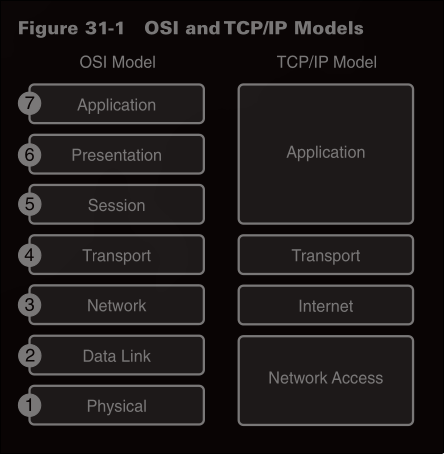 Figure 31-1 OSI and TCP/IP Models
OSI Model
TCP/IP Model
7 Application
6 Presentation
5 Session
4 Transport
3 Network
2 Data Link
1 Physical
Application
Transport
Internet
Network Access